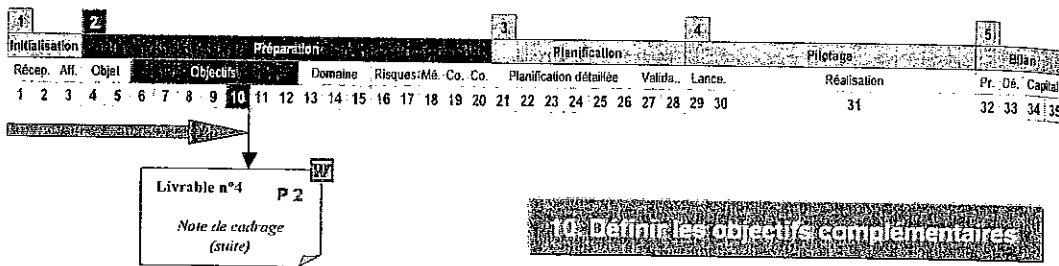 1 2 3 4 5
Initialisation Préparation Planification Pilotage Bilan
Récep. Aff. Objet Objectifs Domaine Risques Mé. Co. Co. Planification détaillée Valida.. Lance. Réalisation Pr. Dé. Capital
1 2 3 4 5 6 7 8 9 10 11 12 13 14 15 16 17 18 19 20 21 22 23 24 25 26 27 28 29 30 31 32 33 34 35
W
Livrable n°4 P 2
Note de cadrage
(suite)
10. Définir les objectifs complémentaires